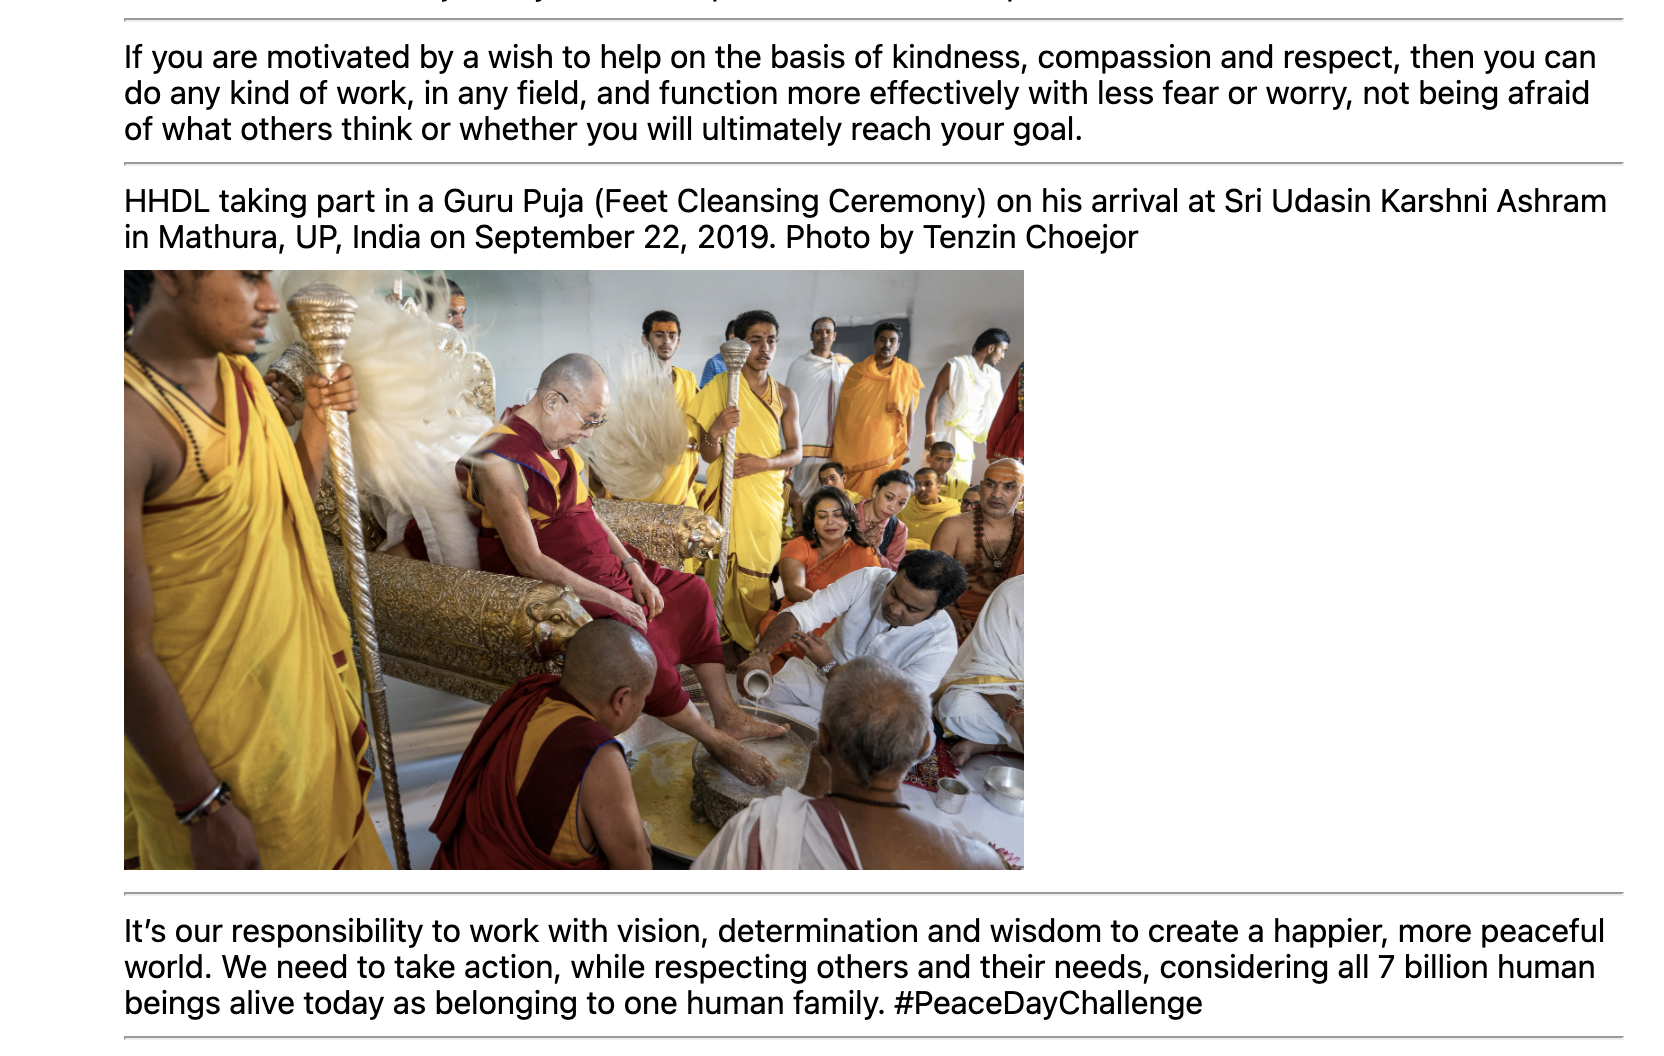 If you are motivated by a wish to help on the basis of kindness, compassion and respect, then you can
do any kind of work, in any field, and function more effectively with less fear or worry, not being afraid
of what others think or whether you will ultimately reach your goal.
HHDL taking part in a Guru Puja (Feet Cleansing Ceremony) on his arrival at Sri Udasin Karshni Ashram
in Mathura, UP, India on September 22, 2019. Photo by Tenzin Choejor
It’s our responsibility to work with vision, determination and wisdom to create a happier, more peaceful
world. We need to take action, while respecting others and their needs, considering all 7 billion human
beings alive today as belonging to one human family. #PeaceDayChallenge